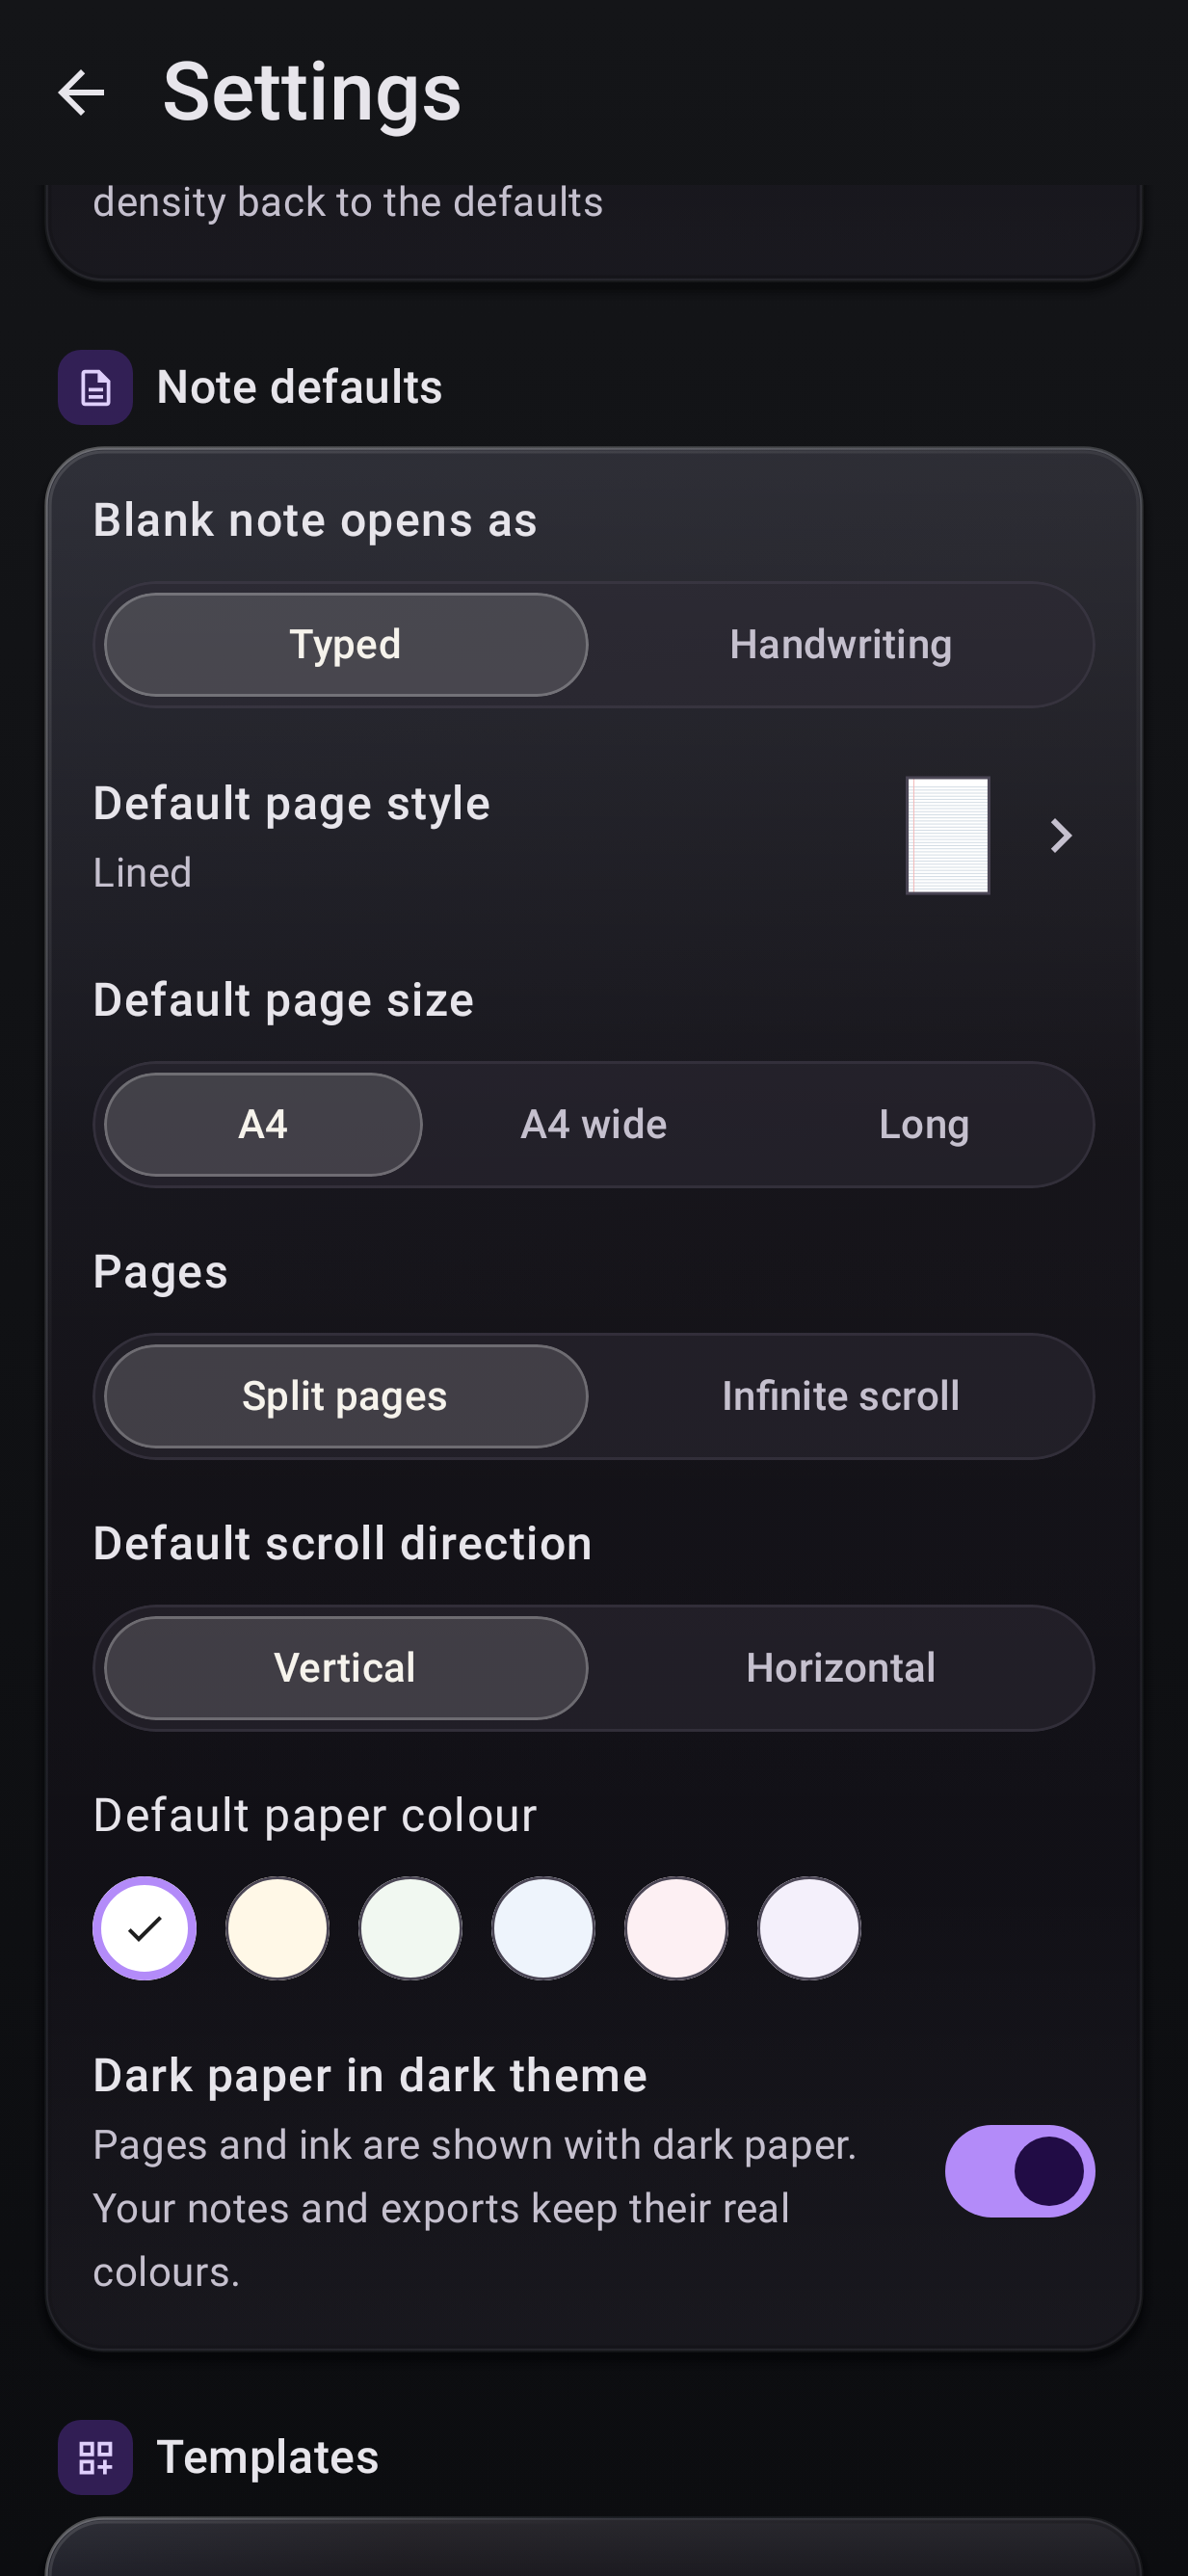 Settings
density back to the defaults
Note defaults
Blank note opens as
Typed Handwriting
Default page style
Lined
Default page size
A4 A4 wide Long
Pages
Split pages Infinite scroll
Default scroll direction
Vertical Horizontal
Default paper colour
Dark paper in dark theme
Pages and ink are shown with dark paper.
Your notes and exports keep their real
colours.
Templates